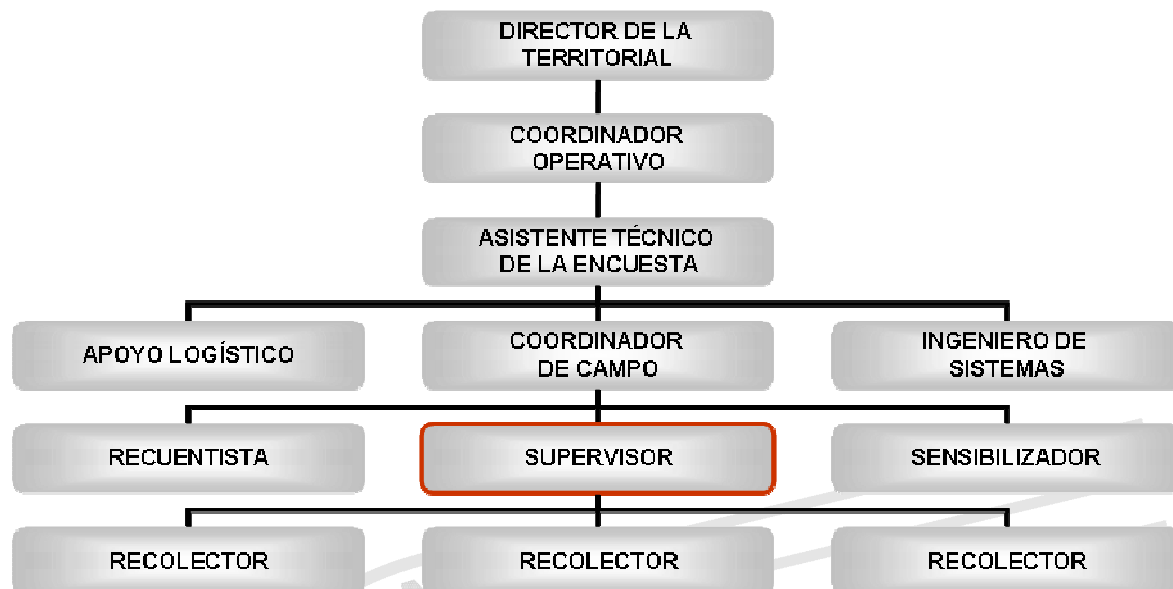 DIRECTOR DE LA
TERRITORIAL
COORDINADOR
OPERATIVO
ASISTENTE TÉCNICO
DE LA ENCUESTA
APOYO LOGÍSTICO
COORDINADOR
DE CAMPO
INGENIERO DE
SISTEMAS
RECUENTISTA
SUPERVISOR
SENSIBILIZADOR
RECOLECTOR
RECOLECTOR
RECOLECTOR